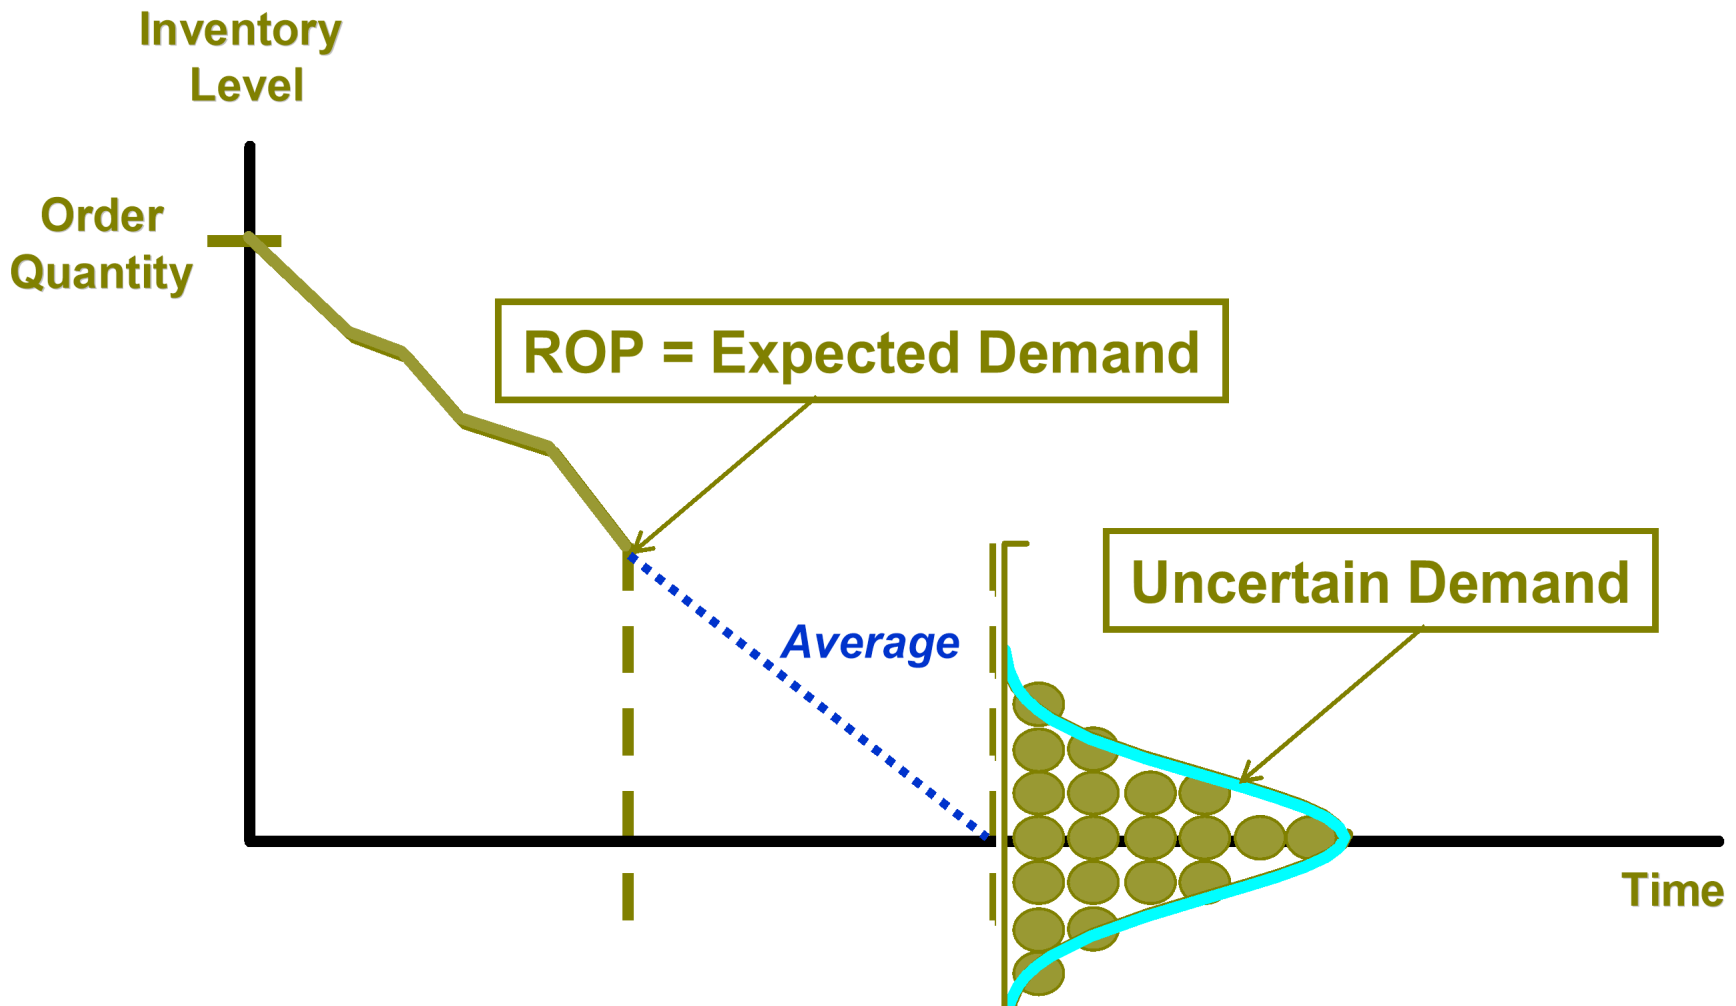 Inventory
Level
Order
Quantity
ROP = Expected Demand
Uncertain Demand
Average
Time